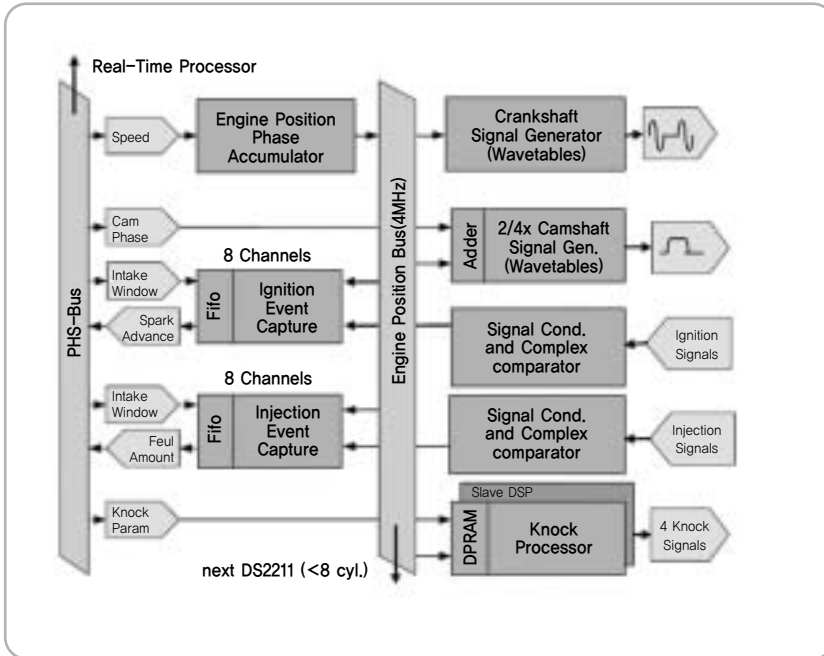 Real-Time Processor
PHS-Bus
Speed
Engine Position
Phase
Accumulator
Engine Position Bus(4MHz)
Crankshaft
Signal Generator
(Wavetables)
Cam
Phase
Adder
2/4x Camshaft
Signal Gen.
(Wavetables)
8 Channels
Intake
Window
Spark
Advance
Fifo
Ignition
Event
Capture
Signal Cond.
and Complex
comparator
Ignition
Signals
8 Channels
Intake
Window
Feul
Amount
Fifo
Injection
Event
Capture
Signal Cond.
and Complex
comparator
Injection
Signals
Knock
Param
Slave DSP
DPRAM
Knock
Processor
4 Knock
Signals
next DS2211 (<8 cyl.)